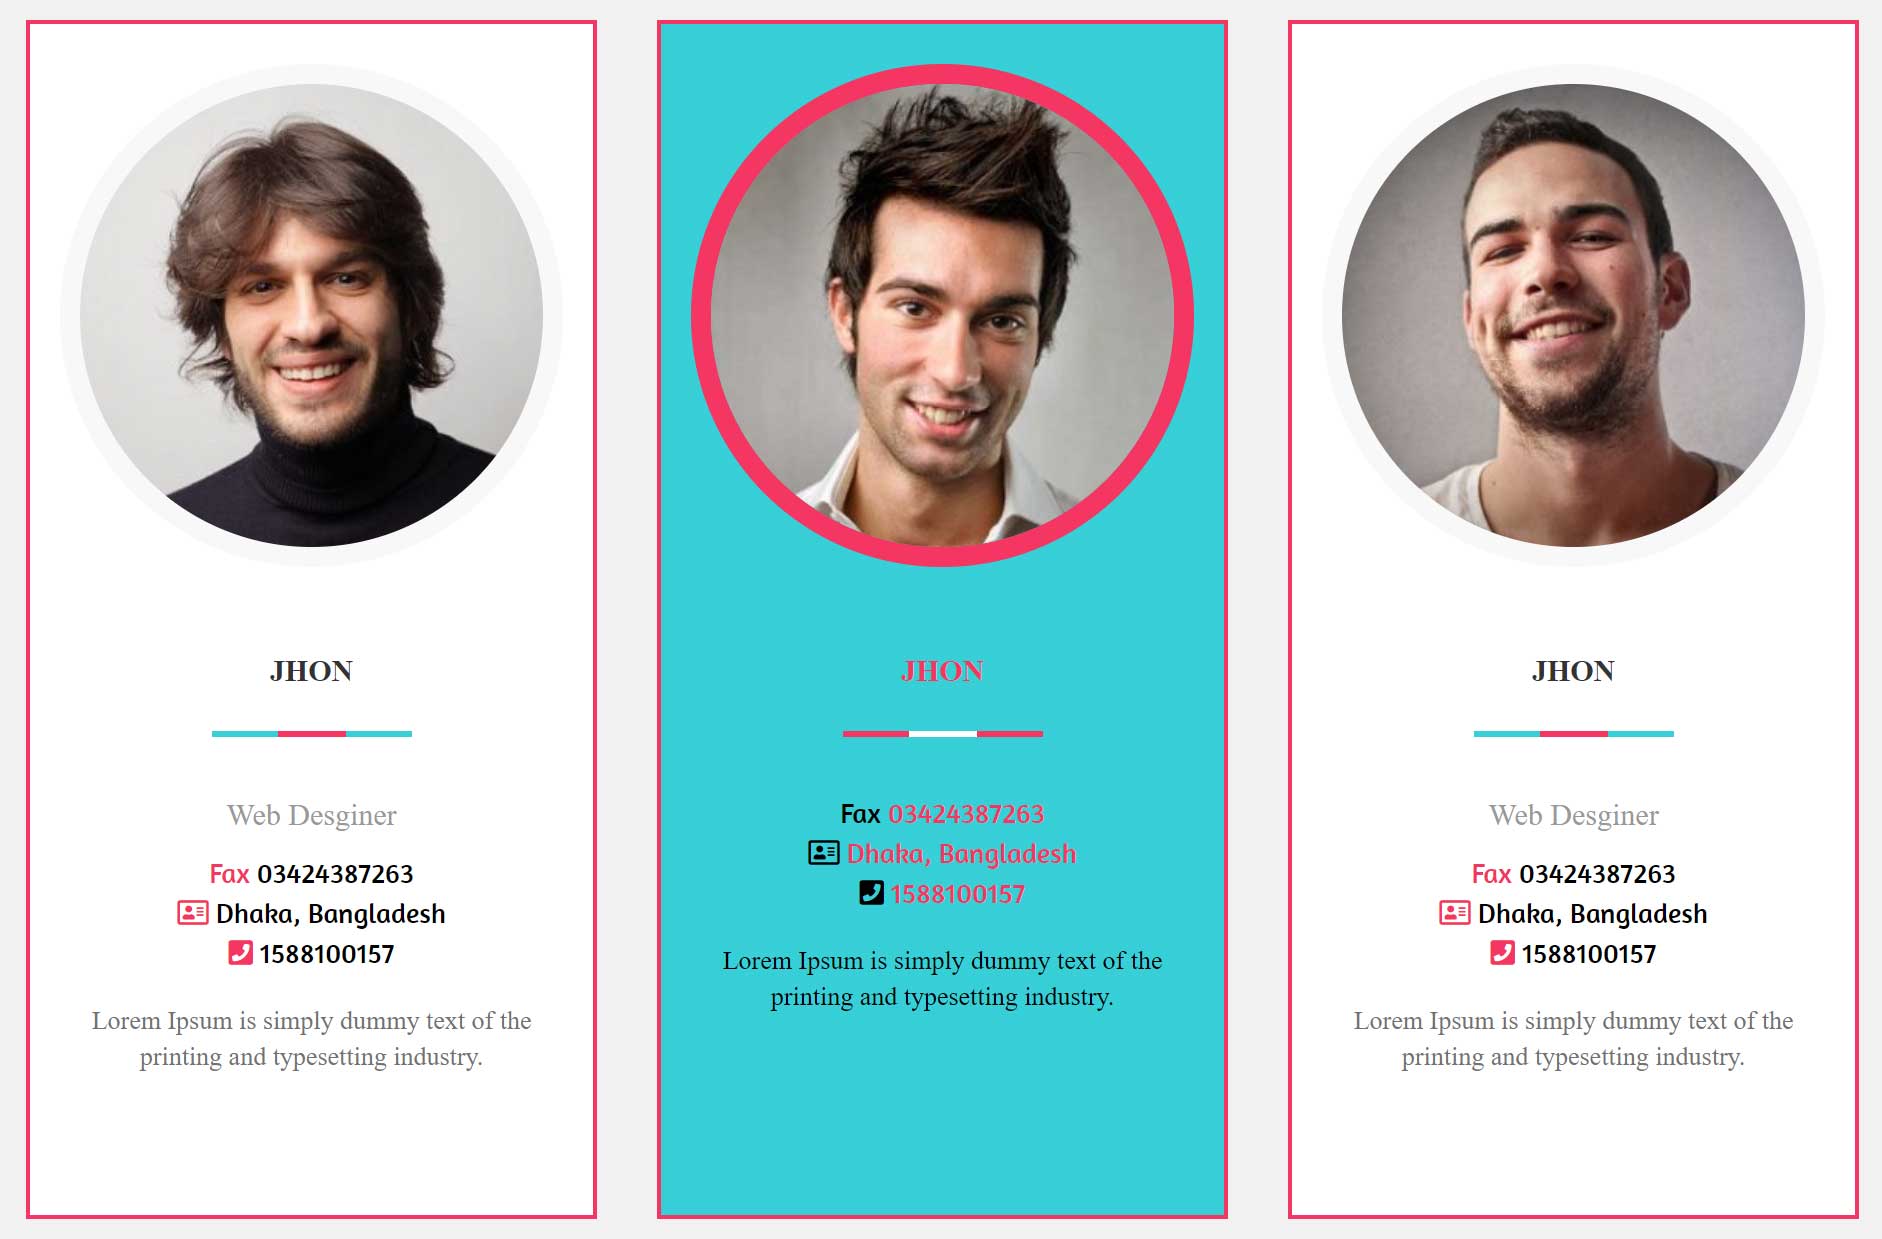 JHON
Web Desginer
Fax 03424387263
Dhaka, Bangladesh
1588100157
Lorem Ipsum is simply dummy text of the
printing and typesetting industry.
JHON
Fax 03424387263
Dhaka, Bangladesh
1588100157
Lorem Ipsum is simply dummy text of the
printing and typesetting industry.
JHON
Web Desginer
Fax 03424387263
Dhaka, Bangladesh
1588100157
Lorem Ipsum is simply dummy text of the
printing and typesetting industry.